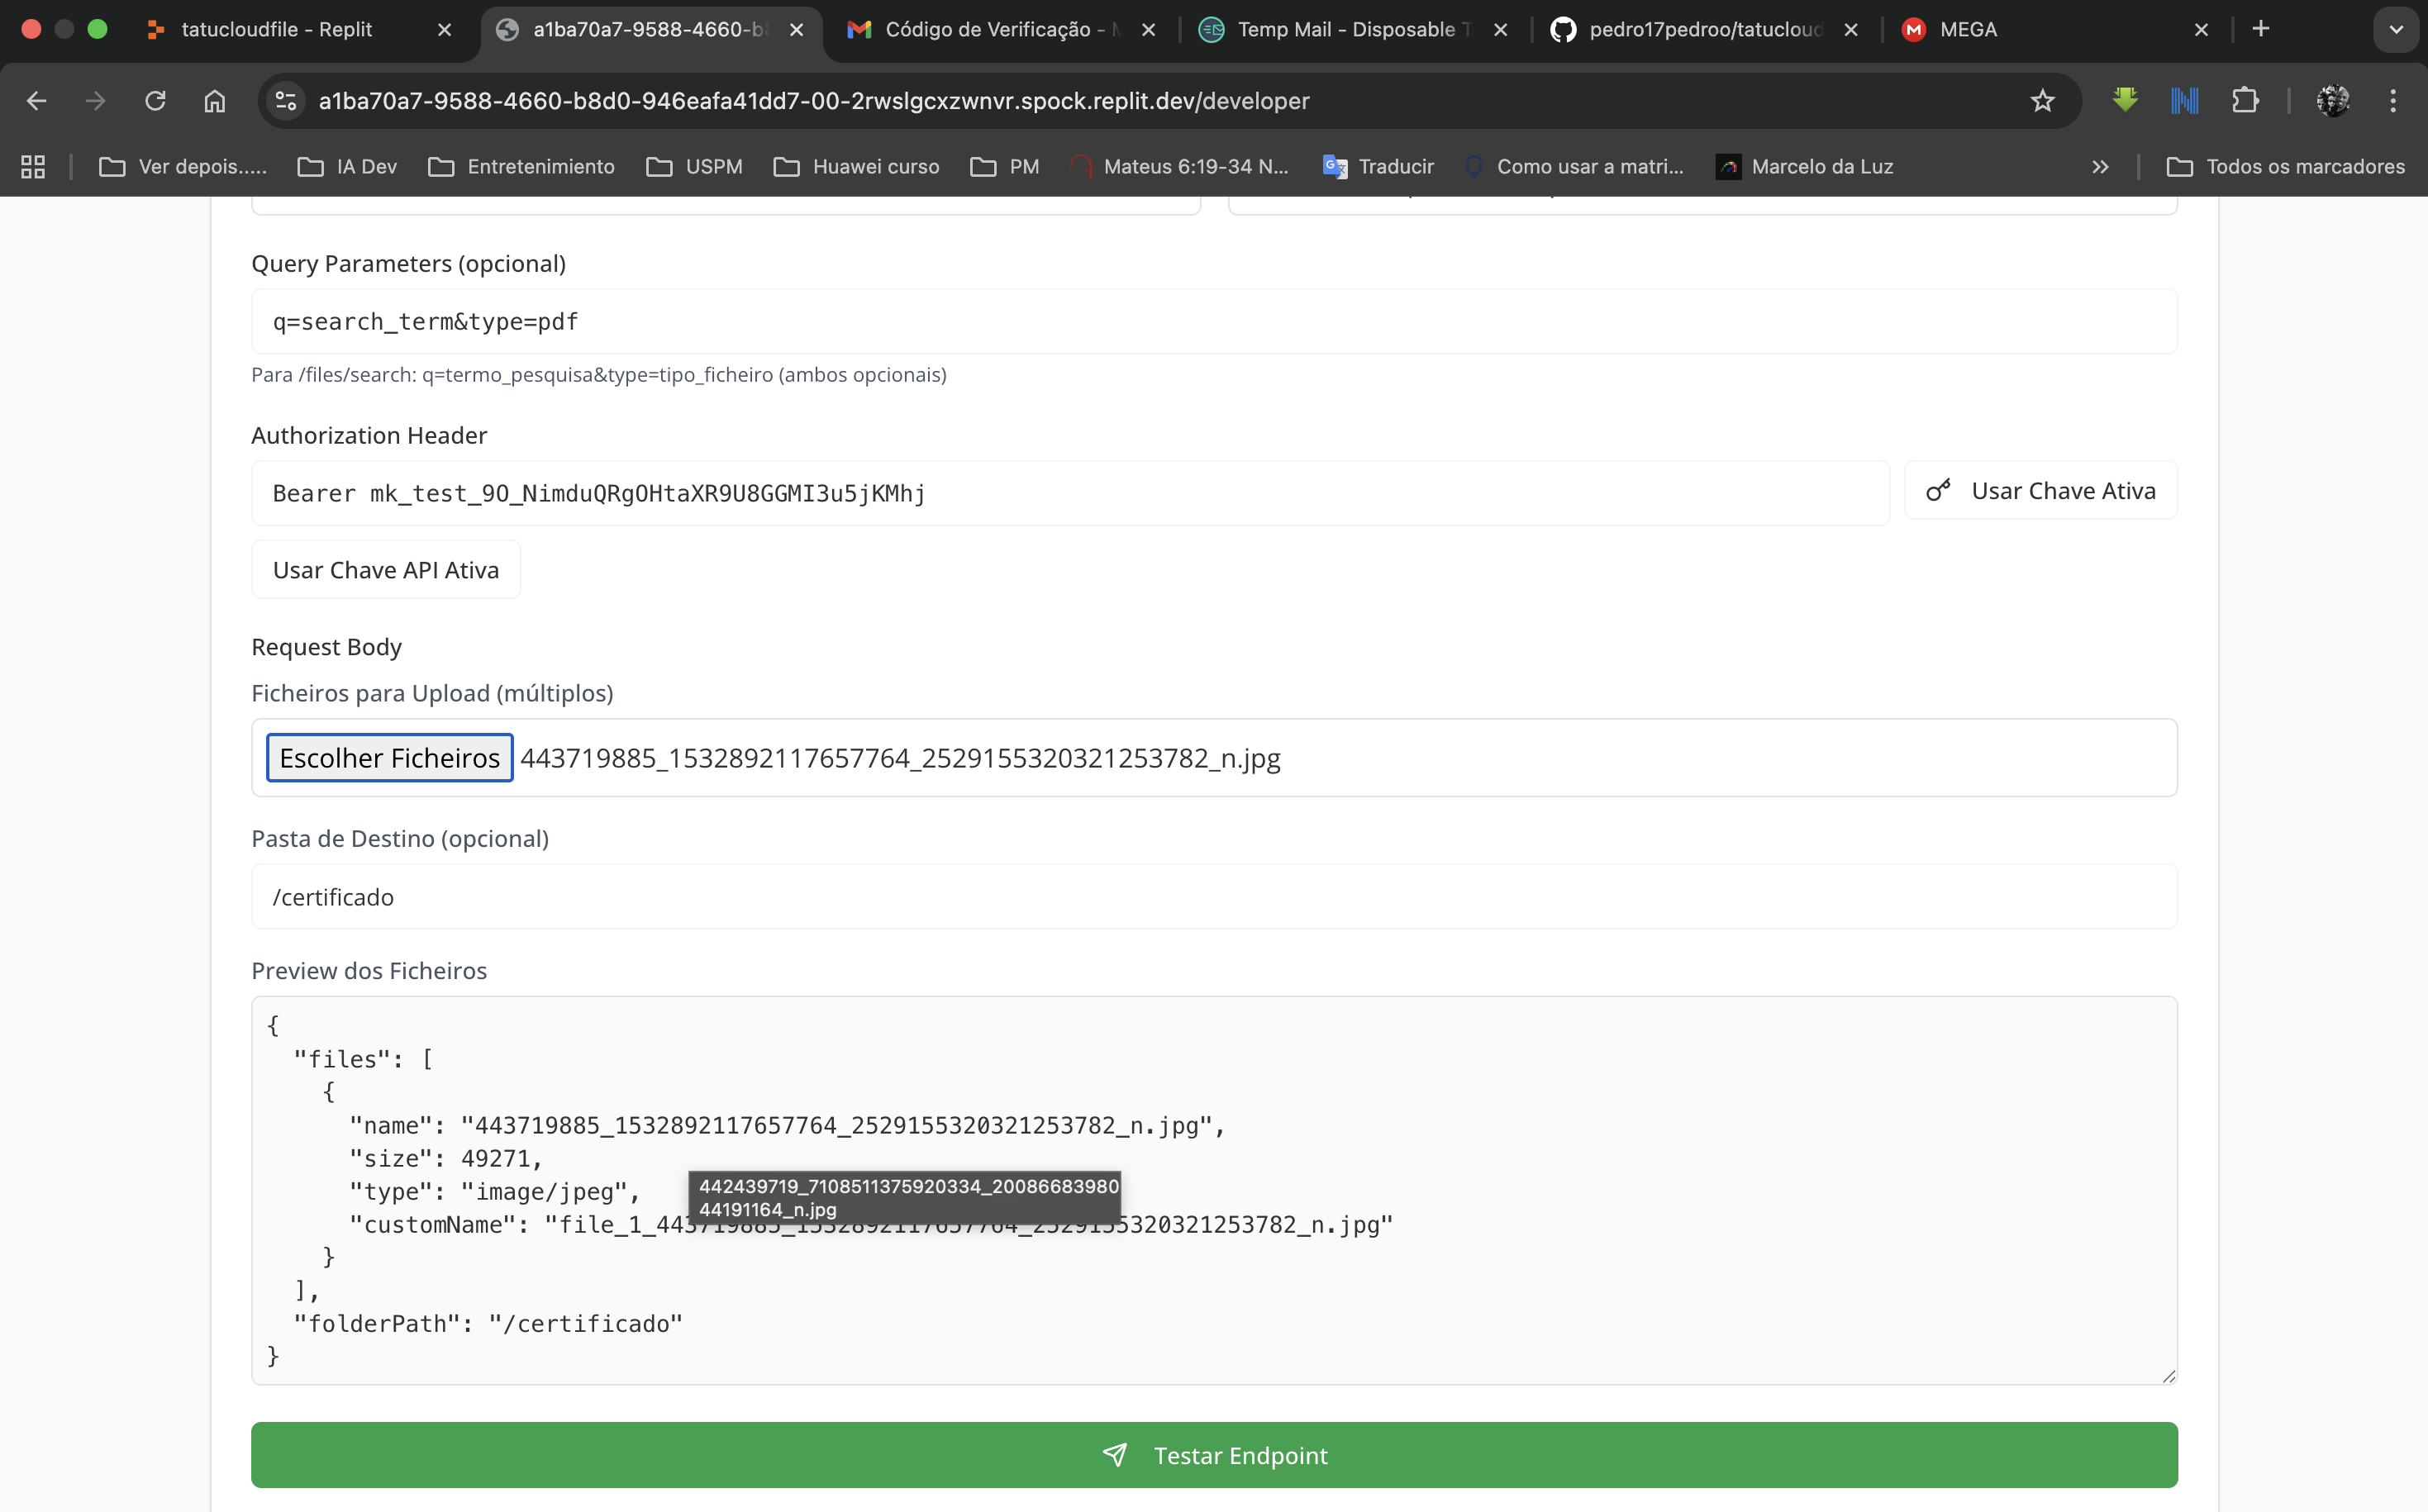 tatucloudfile - Replit
a1ba70a7-9588-4660-b
Código de Verificação -
Temp Mail - Disposable
pedro17pedroo/tatucloud
MEGA
a1ba70a7-9588-4660-b8d0-946eafa41dd7-00-2rwslgcxzwnvr.spock.replit.dev/developer
Ver depois.....
IA Dev
Entretenimiento
USPM
Huawei curso
PM
Mateus 6:19-34 N...
Traducir
Como usar a matri...
Marcelo da Luz
Todos os marcadores
Query Parameters (opcional)
q=search_term&type=pdf
Para /files/search: q=termo_pesquisa&type=tipo_ficheiro (ambos opcionais)
Authorization Header
Bearer mk_test_9O_NimduQRgOHtaXR9U8GGMI3u5jKMhj
Usar Chave Ativa
Usar Chave API Ativa
Request Body
Ficheiros para Upload (múltiplos)
Escolher Ficheiros 443719885_1532892117657764_2529155320321253782_n.jpg
Pasta de Destino (opcional)
/certificado
Preview dos Ficheiros
{
"files": [
{
"name": "443719885_1532892117657764_2529155320321253782_n.jpg",
"size": 49271,
"type": "image/jpeg",
442439719_7108511375920334_20086683980
44191164_n.jpg
"customName": "file_1_443719885_1532892117657764_2529155320321253782_n.jpg"
}
],
"folderPath": "/certificado"
}
Testar Endpoint